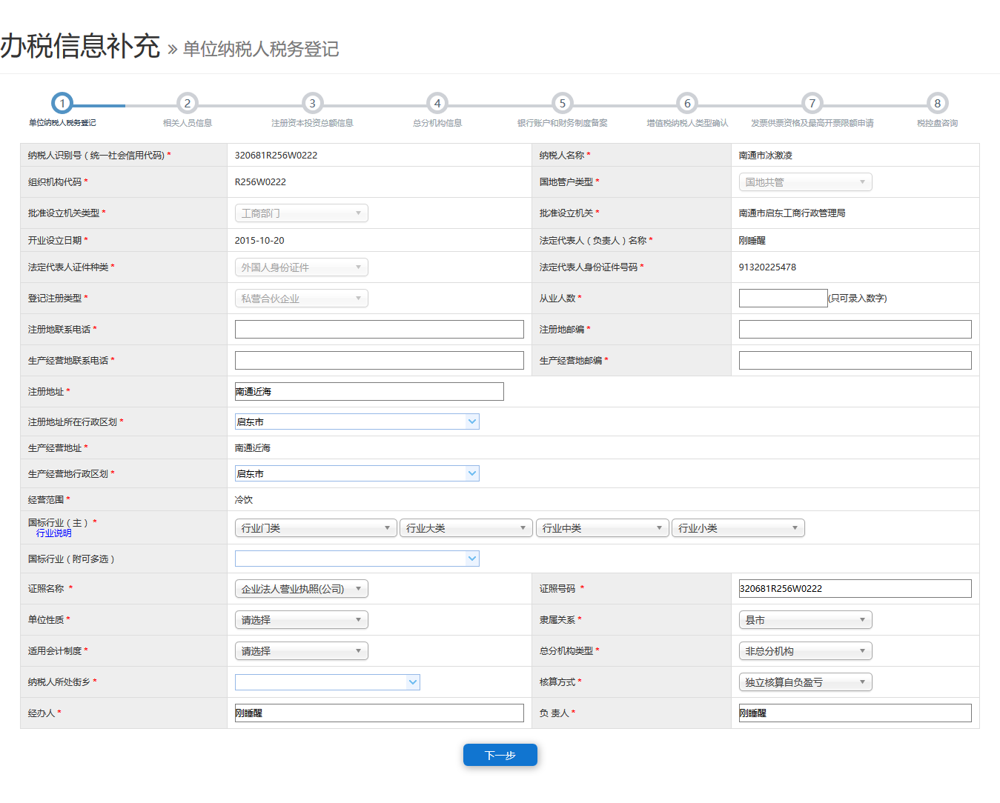 办税信息补充 » 单位纳税人税务登记
1 2 3 4 5 6 7 8
单位纳税人税务登记 相关人员信息 注册资本投资总额信息 总分机构信息 银行账户和财务制度备案 增值税纳税人类型确认 发票供票资格及最高开票限额申请 税控盘咨询
纳税人识别号（统一社会信用代码）* 320681R256W0222 纳税人名称 * 南通市冰激凌
组织机构代码 * R256W0222 国地管户类型 * 国地共管
批准设立机关类型 * 工商部门 批准设立机关 * 南通市启东工商行政管理局
开业设立日期 * 2015-10-20 法定代表人（负责人）名称 * 刚睡醒
法定代表人证件种类 * 外国人身份证件 法定代表人身份证件号码 * 91320225478
登记注册类型 * 私营合伙企业 从业人数 * (只可录入数字)
注册地联系电话 * 注册地邮编 *
生产经营地联系电话 * 生产经营地邮编 *
注册地址 * 南通近海
注册地址所在行政区划 * 启东市
生产经营地址 * 南通近海
生产经营地行政区划 * 启东市
经营范围 * 冷饮
国标行业（主）* 行业门类 行业大类 行业中类 行业小类
行业说明
国标行业（附可多选）
证照名称 * 企业法人营业执照(公司) 证照号码 * 320681R256W0222
单位性质 * 请选择 隶属关系 * 县市
适用会计制度 * 请选择 总分机构类型 * 非总分机构
纳税人所处街乡 * 核算方式 * 独立核算自负盈亏
经办人 * 刚睡醒 负 责人 * 刚睡醒
下一步